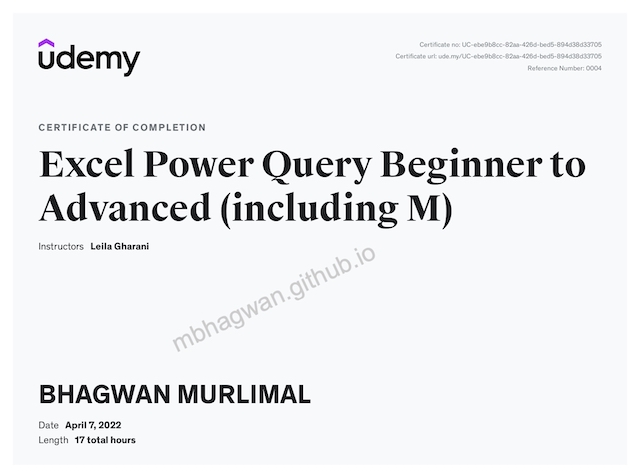 udemy
Certificate no: UC-ebe9b8cc-82aa-426d-bed5-894d38d33705
Certificate url: ude.my/UC-ebe9b8cc-82aa-426d-bed5-894d38d33705
Reference Number: 0004
CERTIFICATE OF COMPLETION
Excel Power Query Beginner to
Advanced (including M)
Instructors Leila Gharani
mbhagwan.github.io
BHAGWAN MURLIMAL
Date April 7, 2022
Length 17 total hours